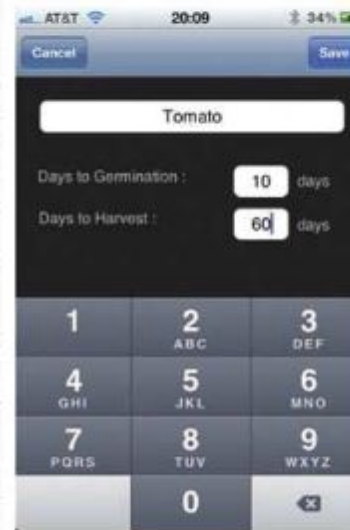 AT&T 20:09 34%
Cancel Save
Tomato
Days to Germination : 10 days
Days to Harvest : 60 days
1 2 3
ABC DEF
4 5 6
GHI JKL MNO
7 8 9
PQRS TUV WXYZ
0